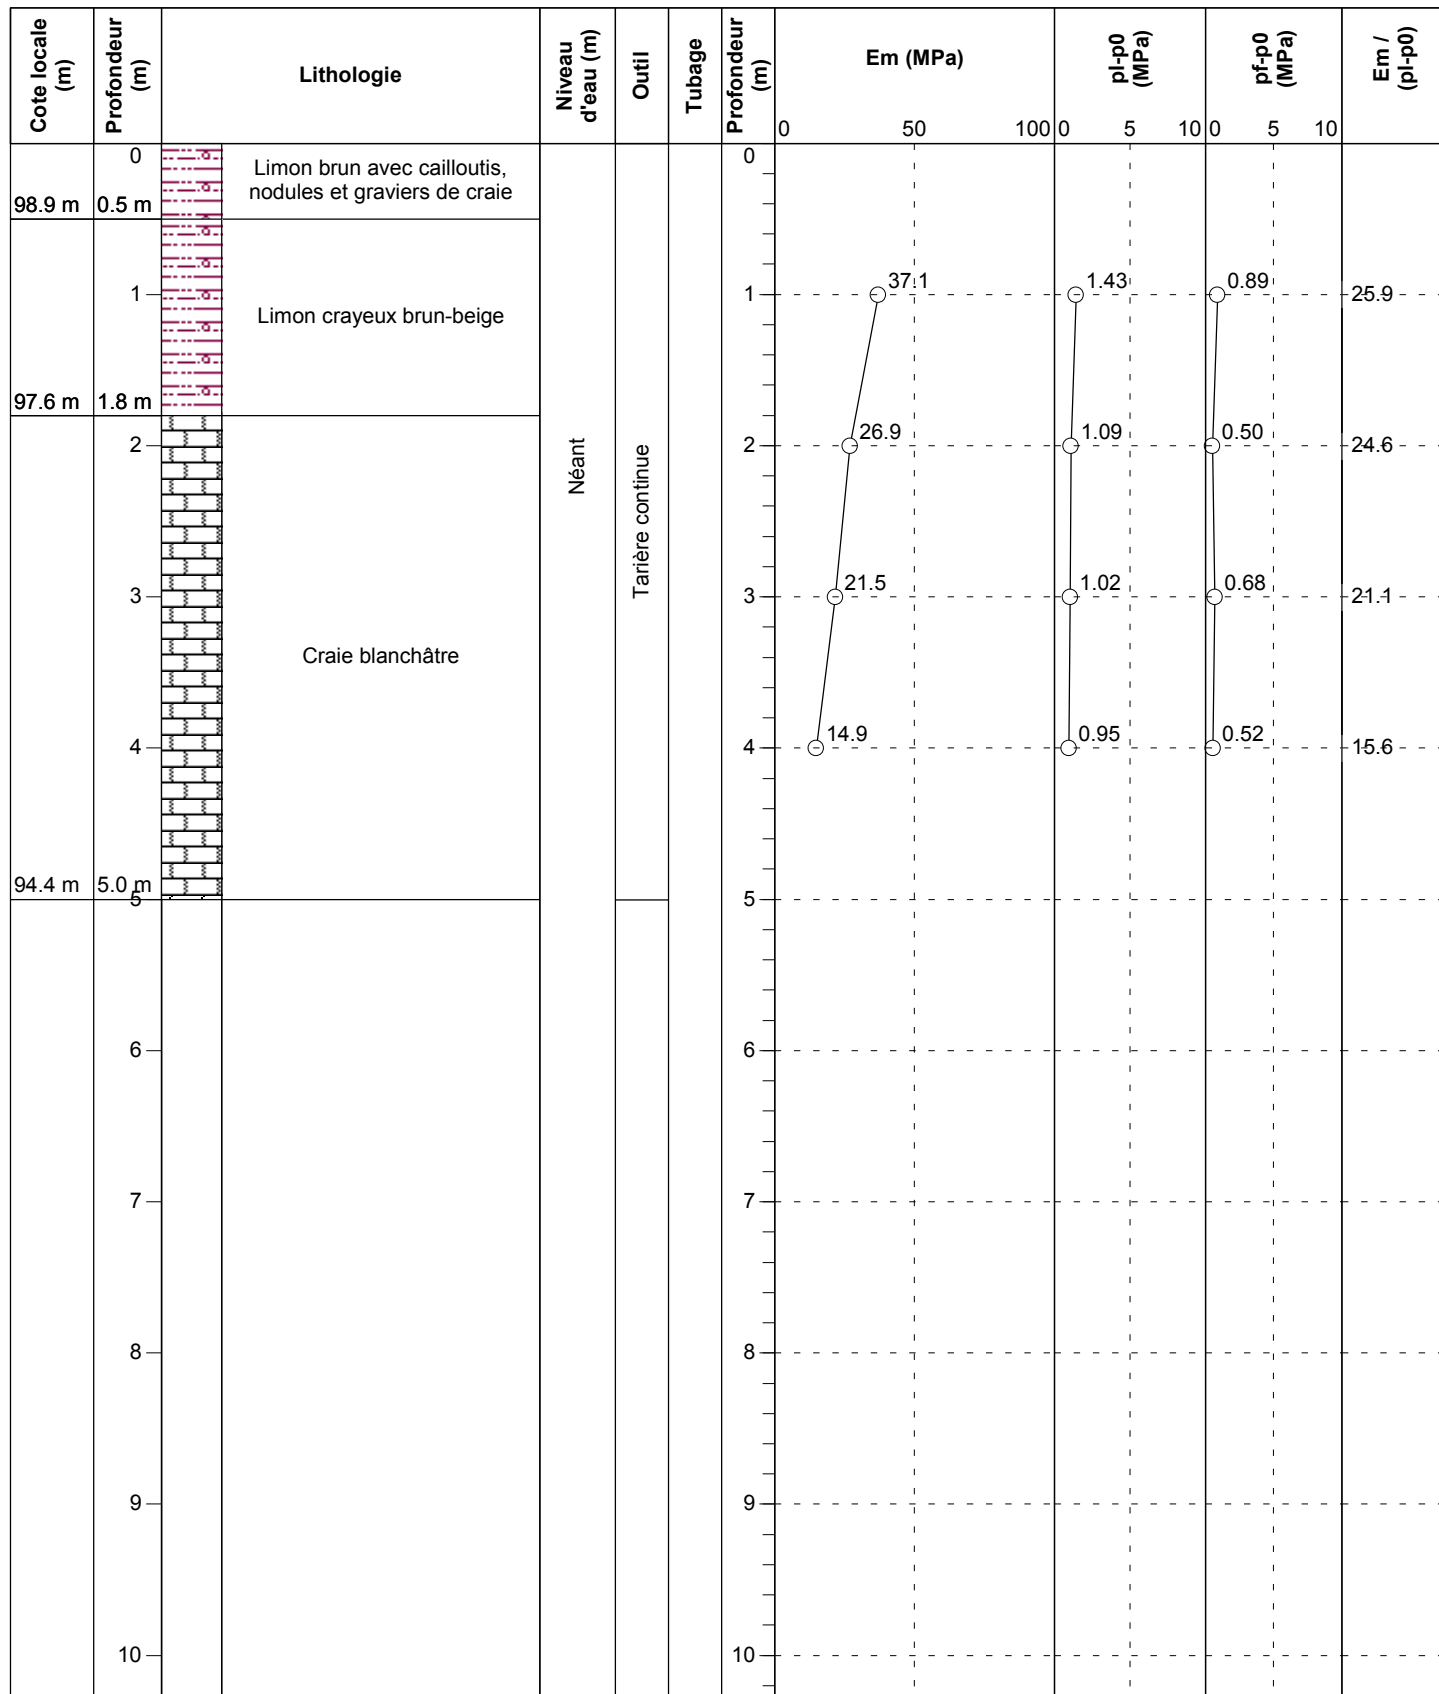 Cote locale
(m)
Profondeur
(m)
Lithologie
Niveau
d'eau (m)
Outil
Tubage
Profondeur
(m)
Em (MPa)
0 50 100
pl-p0
(MPa)
0 5 10
pf-p0
(MPa)
0 5 10
Em /
(pl-p0)
0
Limon brun avec cailloutis,
nodules et graviers de craie
98.9 m 0.5 m
1
Limon crayeux brun-beige
97.6 m 1.8 m
2
3
Craie blanchâtre
4
94.4 m 5.0 m
5
6
7
8
9
10
Néant
Tarière continue
0
1 37.1 1.43 0.89 25.9
2 26.9 1.09 0.50 24.6
3 21.5 1.02 0.68 21.1
4 14.9 0.95 0.52 15.6
5
6
7
8
9
10